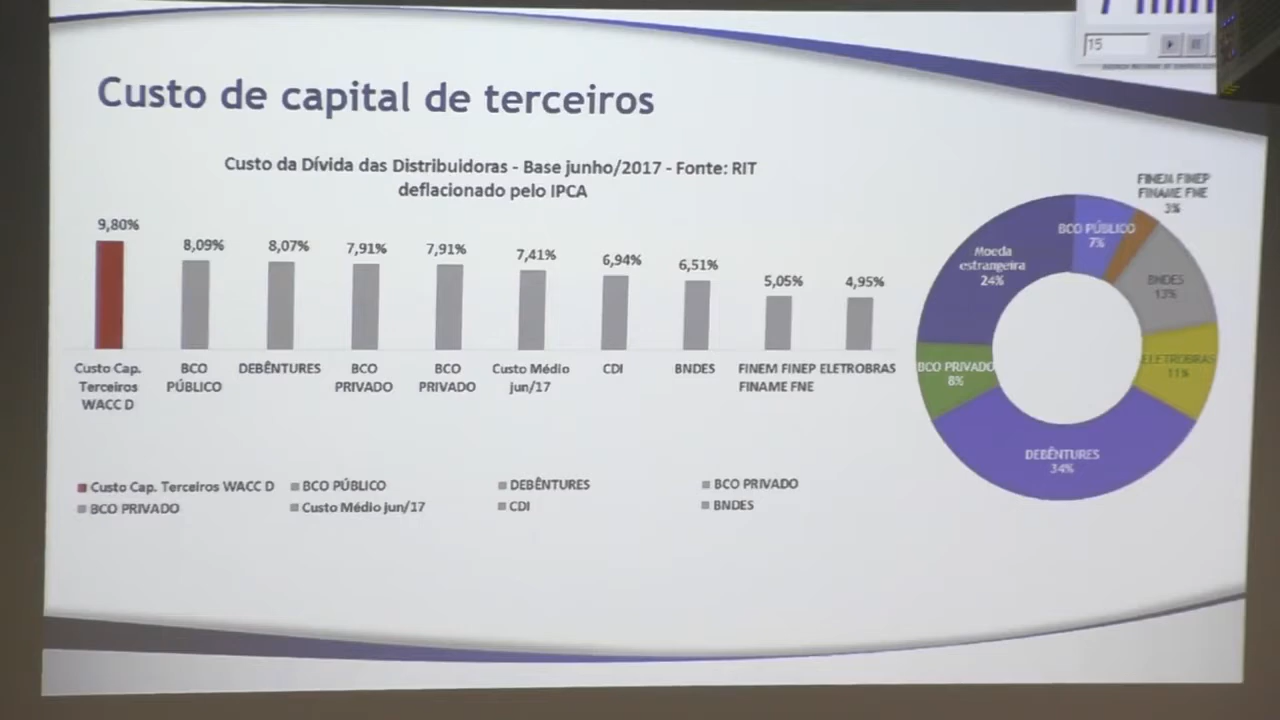 15
Custo de capital de terceiros
Custo da Dívida das Distribuidoras - Base junho/2017 - Fonte: RIT
deflacionado pelo IPCA
9,80%
8,09%
8,07%
7,91%
7,91%
7,41%
6,94%
6,51%
5,05%
4,95%
Custo Cap.
Terceiros
WACC D
BCO
PÚBLICO
DEBÊNTURES
BCO
PRIVADO
BCO
PRIVADO
Custo Médio
jun/17
CDI
BNDES
FINEM FINEP
FINAME FNE
ELETROBRAS
Custo Cap. Terceiros WACC D
BCO PÚBLICO
DEBÊNTURES
BCO PRIVADO
BCO PRIVADO
Custo Médio jun/17
CDI
BNDES
FINEM FINEP
FINAME FNE
3%
BCO PÚBLICO
7%
Moeda
estrangeira
24%
BNDES
13%
ELETROBRAS
11%
BCO PRIVADO
8%
DEBÊNTURES
34%